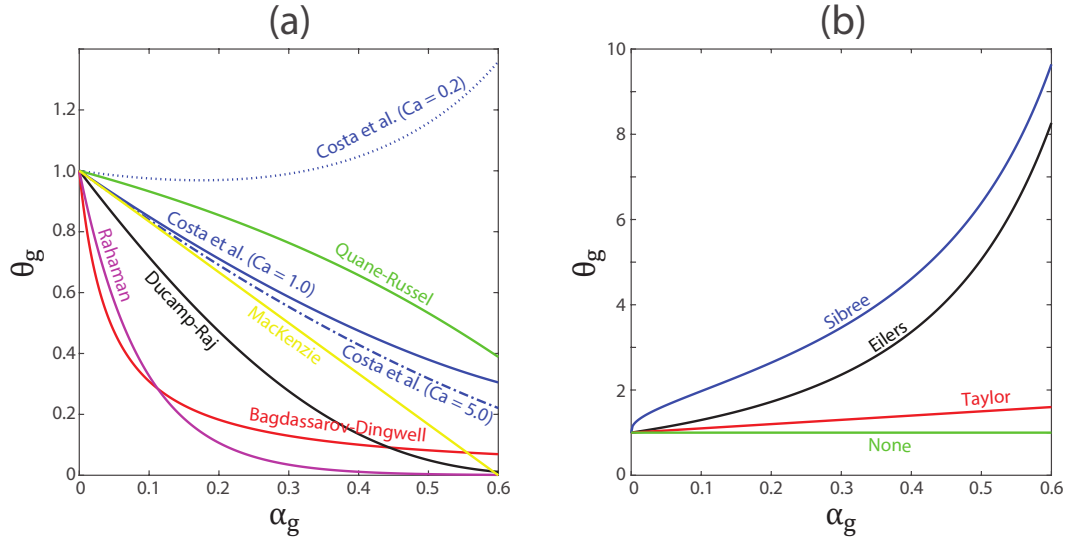 (a)
1.2
1.0
0.8
0.6
0.4
0.2
0
θg
Costa et al. (Ca = 0.2)
Quane-Russel
Costa et al. (Ca = 1.0)
Rahaman
Ducamp-Raj
MacKenzie
Costa et al. (Ca = 5.0)
Bagdassarov-Dingwell
0 0.1 0.2 0.3 0.4 0.5 0.6
αg
(b)
10
8
6
4
2
0
θg
Sibree
Eilers
Taylor
None
0 0.1 0.2 0.3 0.4 0.5 0.6
αg